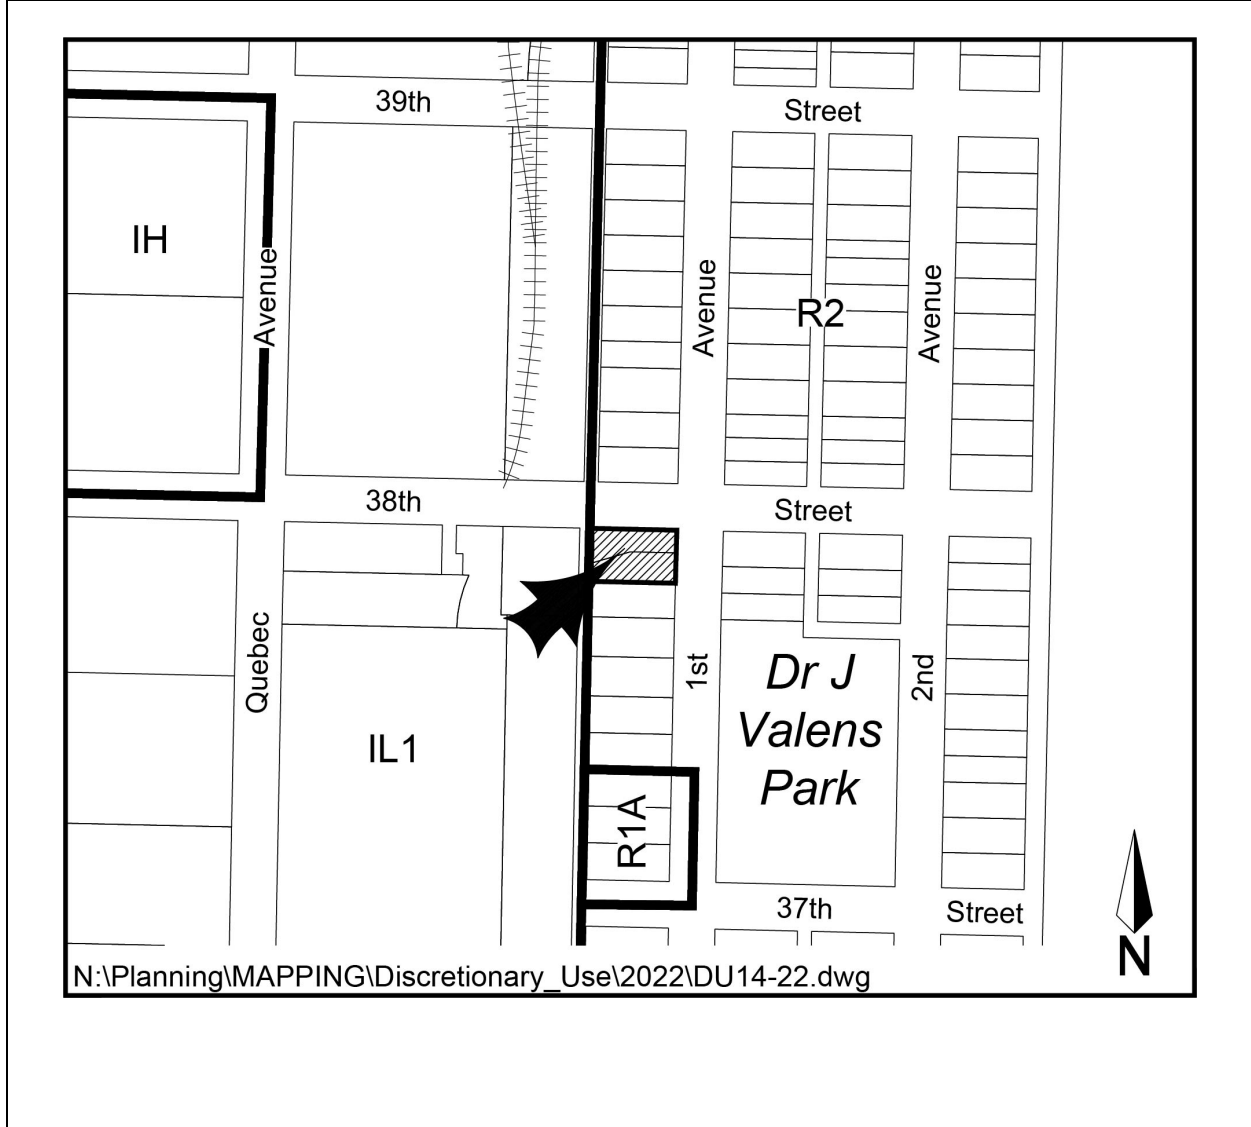 39th
Street
IH
Avenue
Avenue
Avenue
R2
38th
Street
Quebec
1st
2nd
Dr J
Valens
Park
IL1
R1A
37th
Street
N
N:\Planning\MAPPING\Discretionary_Use\2022\DU14-22.dwg